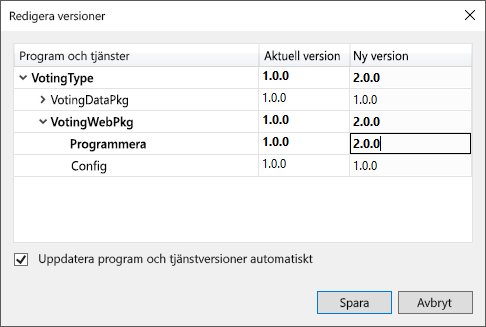 Redigera versioner
Program och tjänster Aktuell version Ny version
VotingType 1.0.0 2.0.0
VotingDataPkg 1.0.0 1.0.0
VotingWebPkg 1.0.0 2.0.0
Programmera 1.0.0 2.0.0
Config 1.0.0 1.0.0
Uppdatera program och tjänstversioner automatiskt
Spara Avbryt